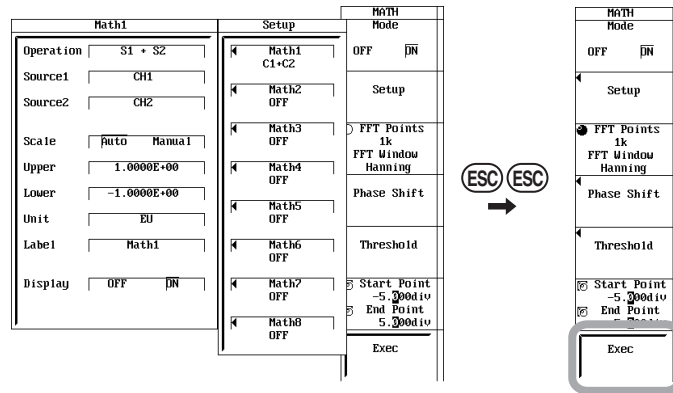 Math1
Operation S1 + S2
Source1 CH1
Source2 CH2
Scale Auto Manual
Upper 1.0000E+00
Lower -1.0000E+00
Unit EU
Label Math1
Display OFF ON
Setup
Math1
C1+C2
Math2
OFF
Math3
OFF
Math4
OFF
Math5
OFF
Math6
OFF
Math7
OFF
Math8
OFF
MATH
Mode
OFF ON
Setup
FFT Points
1k
FFT Window
Hanning
Phase Shift
Threshold
Start Point
-5.000div
End Point
5.000div
Exec
ESC ESC
MATH
Mode
OFF ON
Setup
FFT Points
1k
FFT Window
Hanning
Phase Shift
Threshold
Start Point
-5.000div
End Point
5.000div
Exec